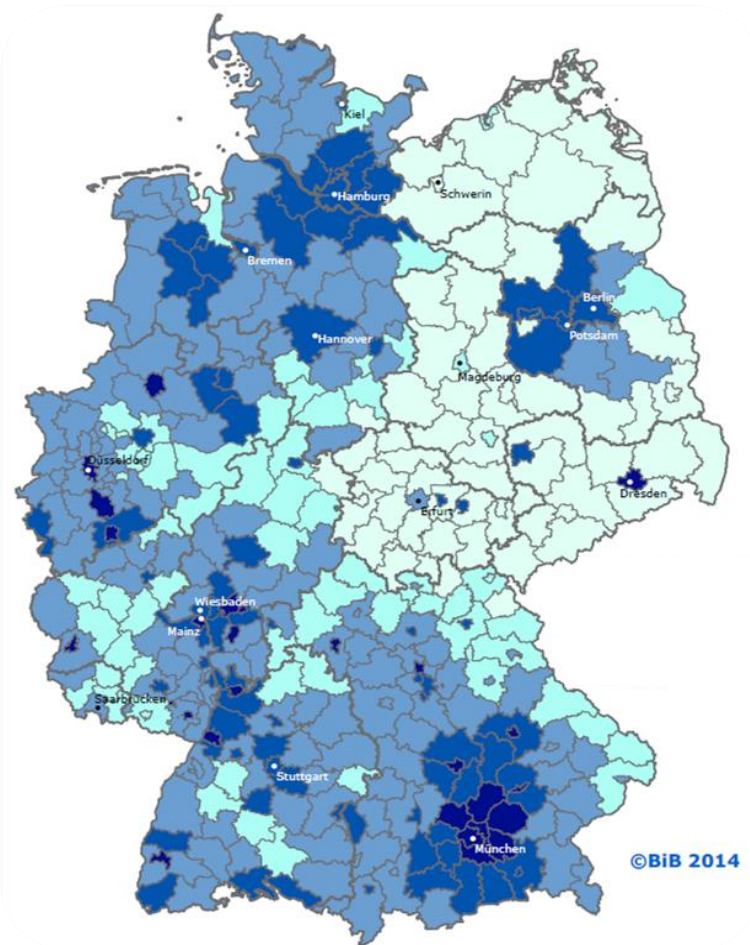 Kiel
Schwerin
Hamburg
Bremen
Berlin
Potsdam
Hannover
Magdeburg
Düsseldorf
Dresden
Erfurt
Wiesbaden
Mainz
Saarbrücken
Stuttgart
München
©BiB 2014